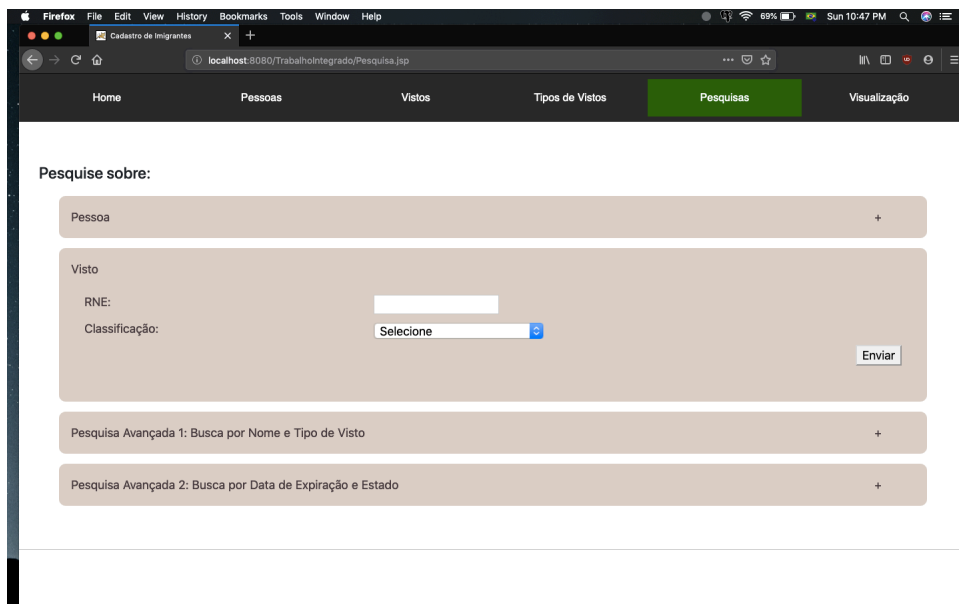 Firefox File Edit View History Bookmarks Tools Window Help 69% Sun 10:47 PM
Cadastro de Imigrantes
localhost:8080/TrabalhoIntegrado/Pesquisa.jsp
Home Pessoas Vistos Tipos de Vistos Pesquisas Visualização
Pesquise sobre:
Pessoa +
Visto
RNE:
Classificação: Selecione
Enviar
Pesquisa Avançada 1: Busca por Nome e Tipo de Visto +
Pesquisa Avançada 2: Busca por Data de Expiração e Estado +